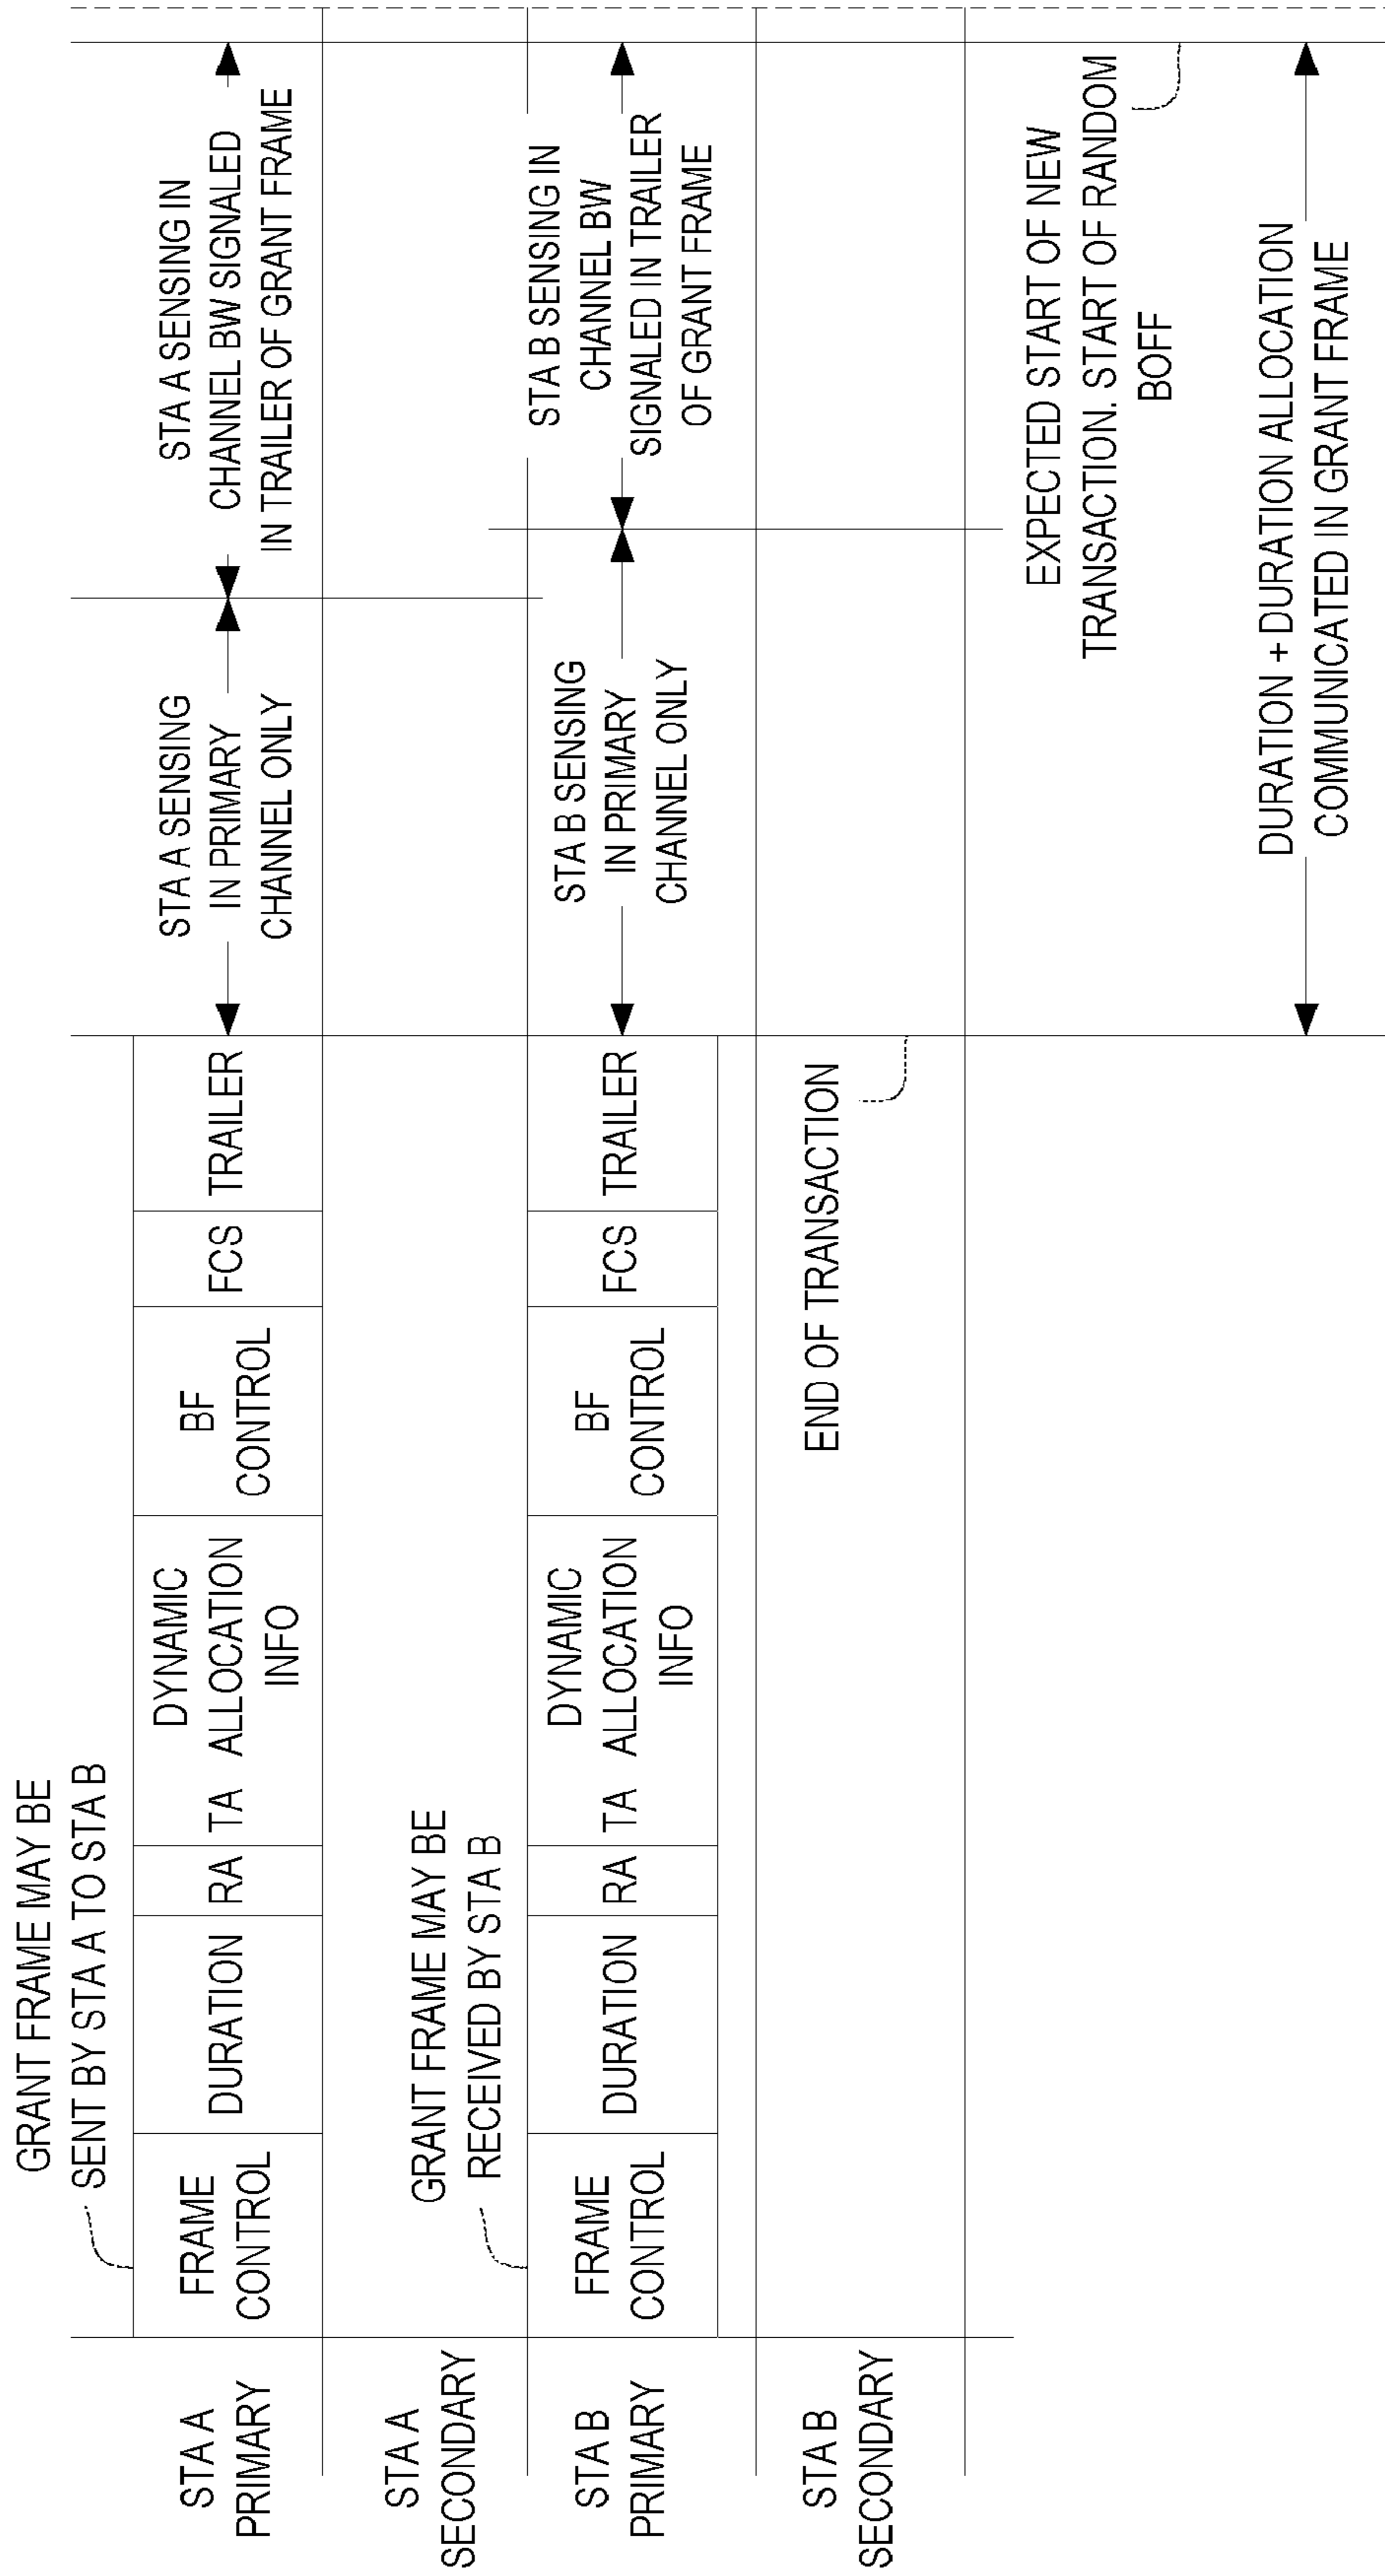 GRANT FRAME MAY BE
SENT BY STA A TO STA B
STA A
PRIMARY
FRAME
CONTROL
DURATION
RA
TA
DYNAMIC
ALLOCATION
INFO
BF
CONTROL
FCS
TRAILER
STA A SENSING
IN PRIMARY
CHANNEL ONLY
STA A SENSING IN
CHANNEL BW SIGNALED
IN TRAILER OF GRANT FRAME
STA A
SECONDARY
GRANT FRAME MAY BE
RECEIVED BY STA B
STA B
PRIMARY
FRAME
CONTROL
DURATION
RA
TA
DYNAMIC
ALLOCATION
INFO
BF
CONTROL
FCS
TRAILER
STA B SENSING
IN PRIMARY
CHANNEL ONLY
STA B SENSING IN
CHANNEL BW
SIGNALED IN TRAILER
OF GRANT FRAME
STA B
SECONDARY
END OF TRANSACTION
EXPECTED START OF NEW
TRANSACTION. START OF RANDOM
BOFF
DURATION + DURATION ALLOCATION
COMMUNICATED IN GRANT FRAME